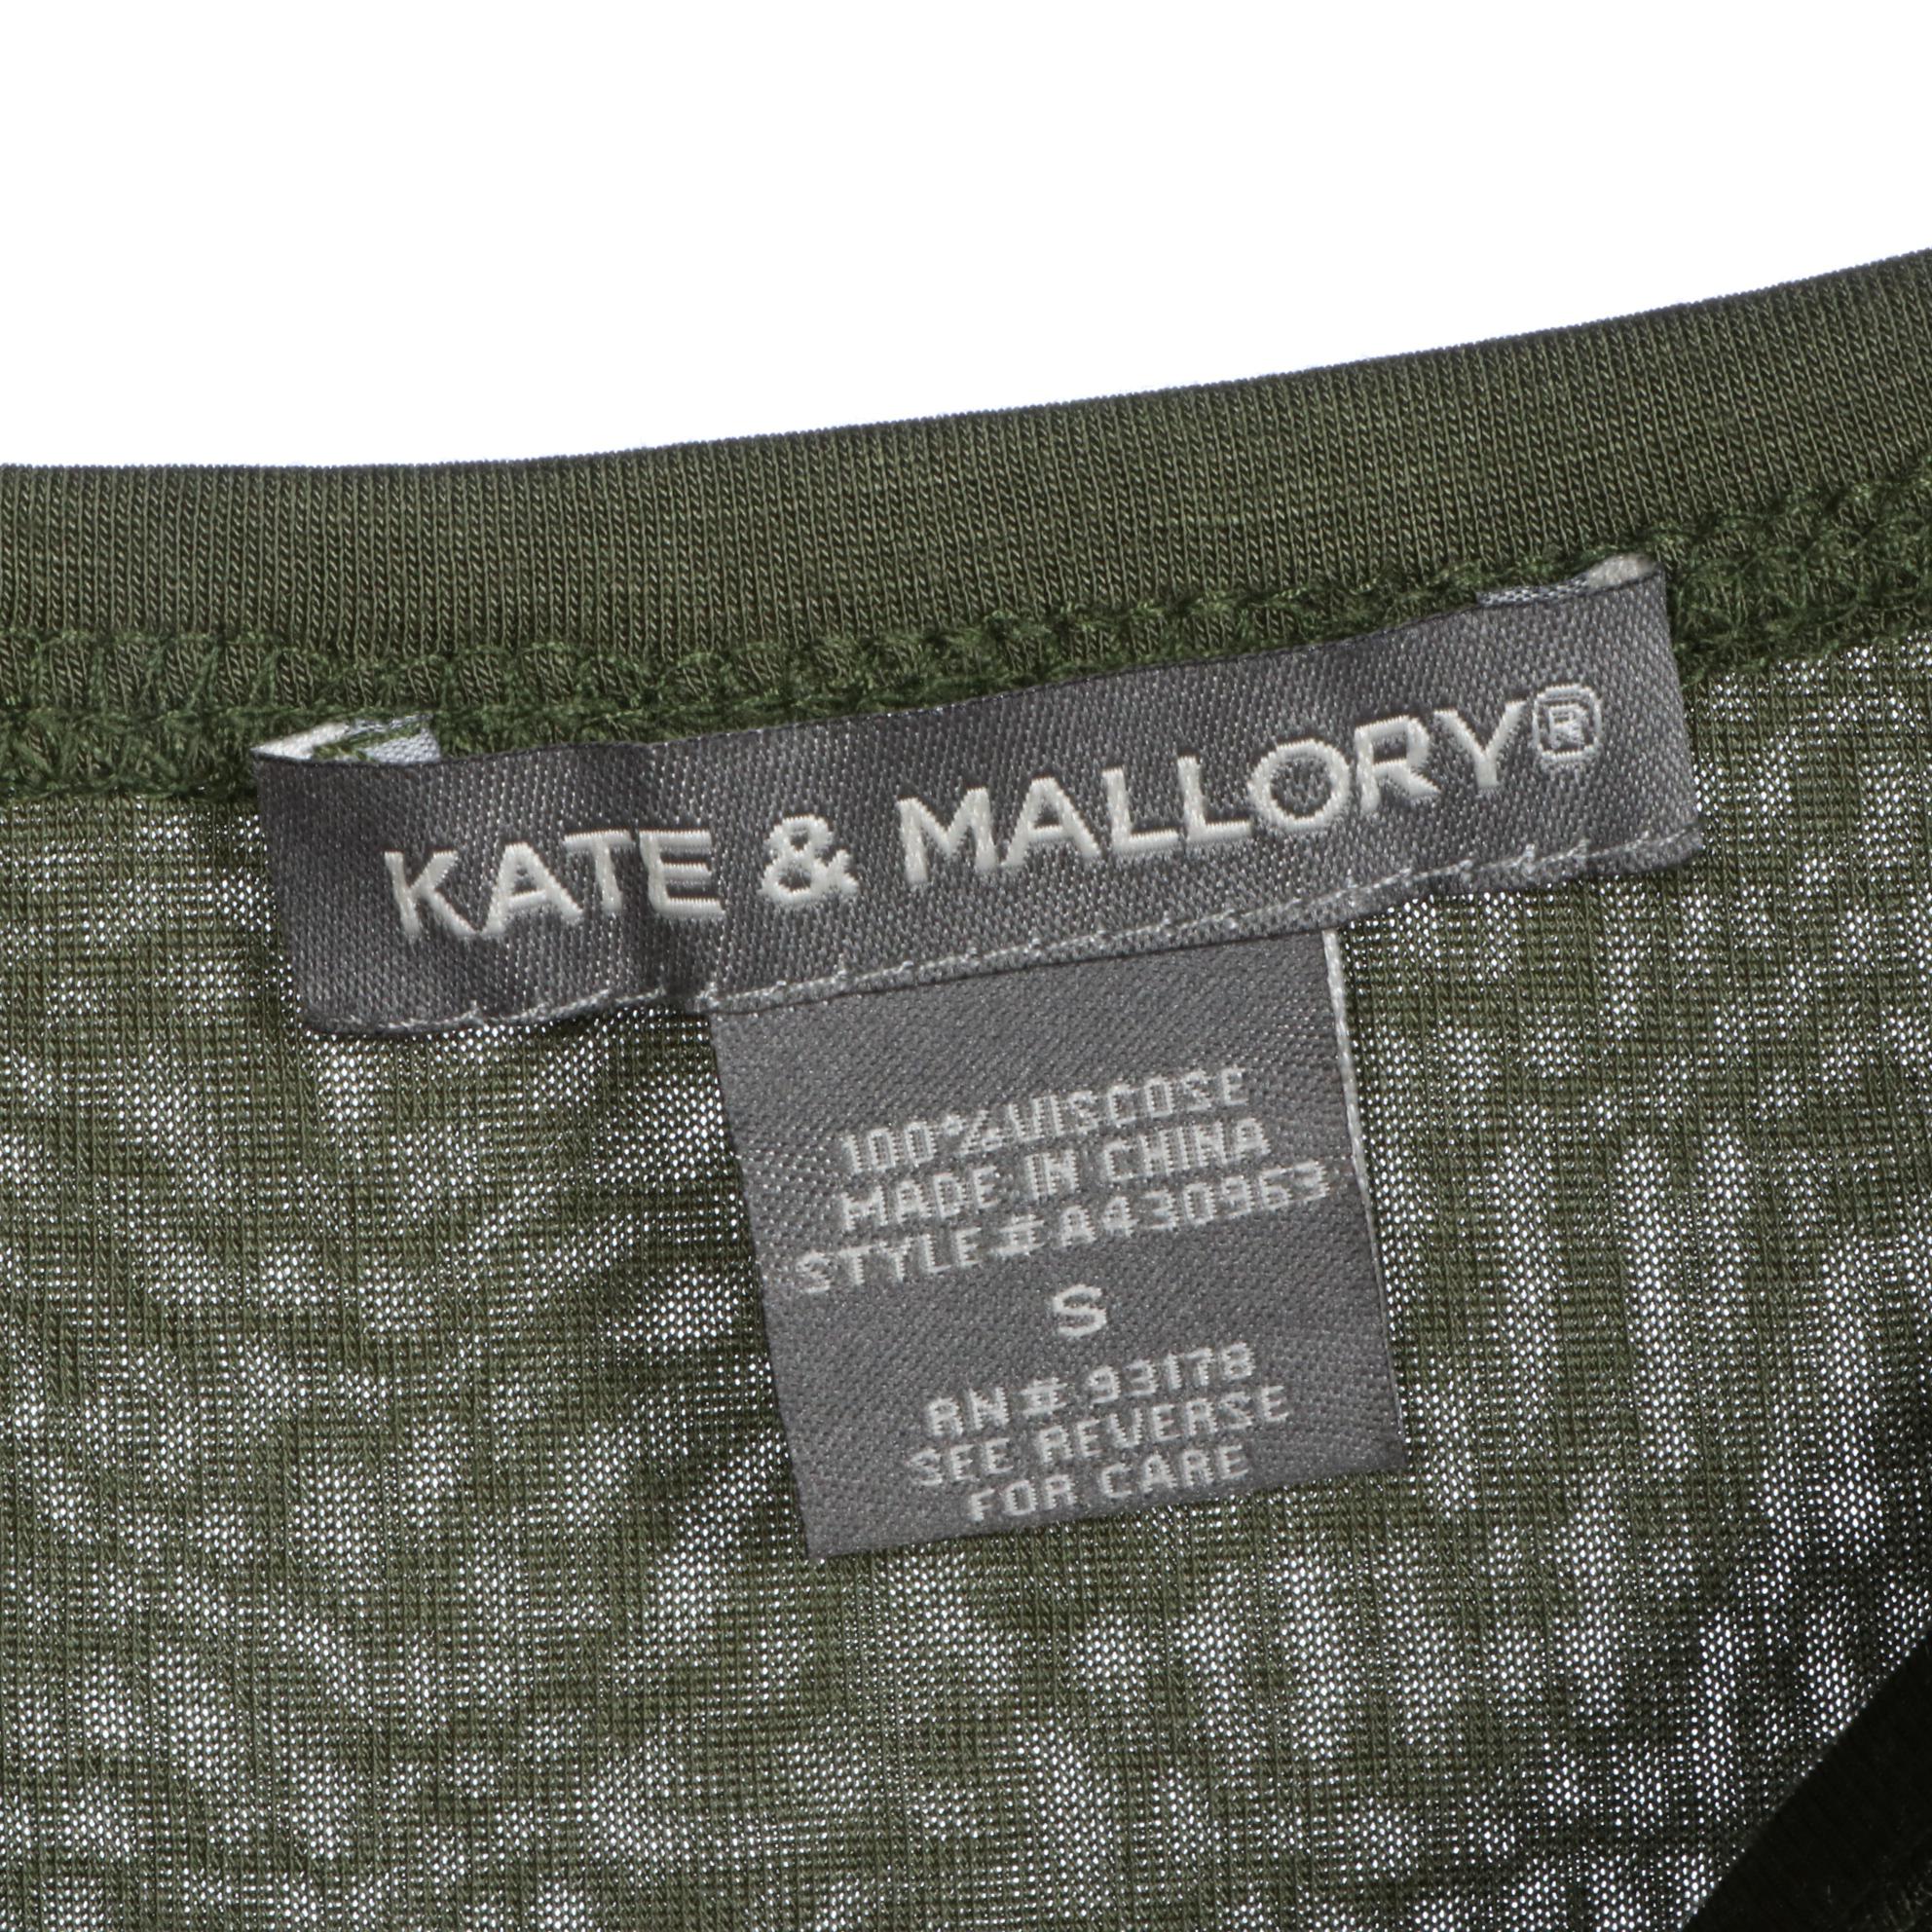 KATE & MALLORY®
100% VISCOSE
MADE IN CHINA
STYLE# A430963
S
RN# 93178
SEE REVERSE
FOR CARE